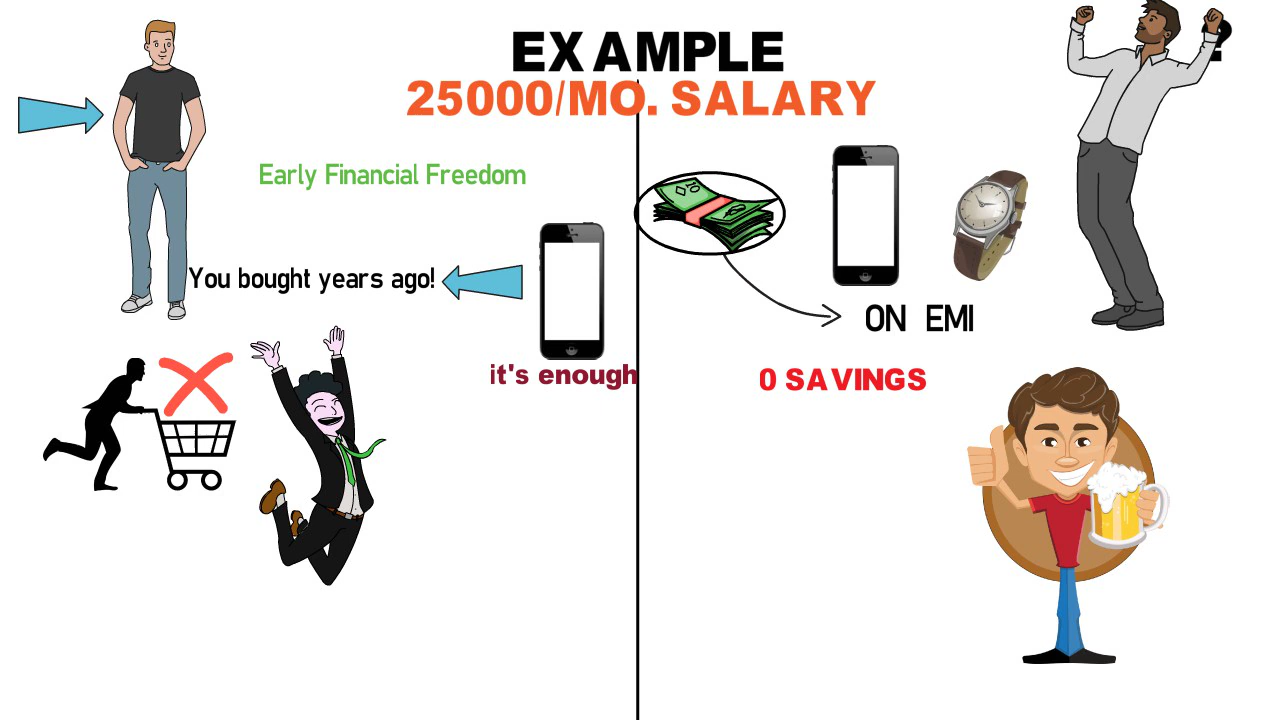 EXAMPLE
?
25000/MO. SALARY
Early Financial Freedom
You bought years ago!
ON EMI
it's enough
0 SAVINGS